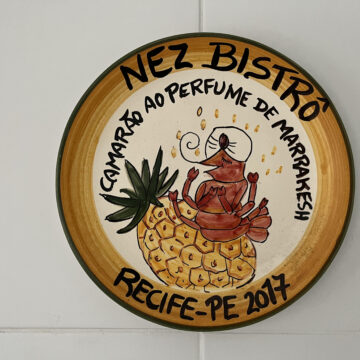 NEZ BISTRÔ
CAMARÃO AO PERFUME DE MARRAKESH
RECIFE-PE 2017